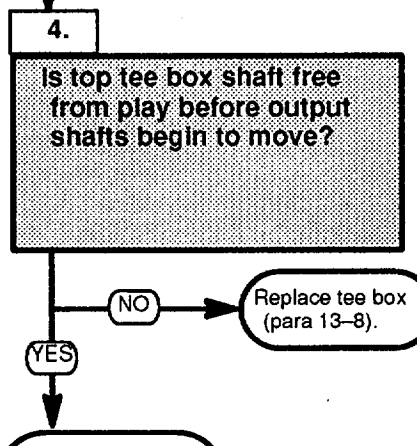 4.
Is top tee box shaft free
from play before output
shafts begin to move?
NO
Replace tee box
(para 13–8).
YES